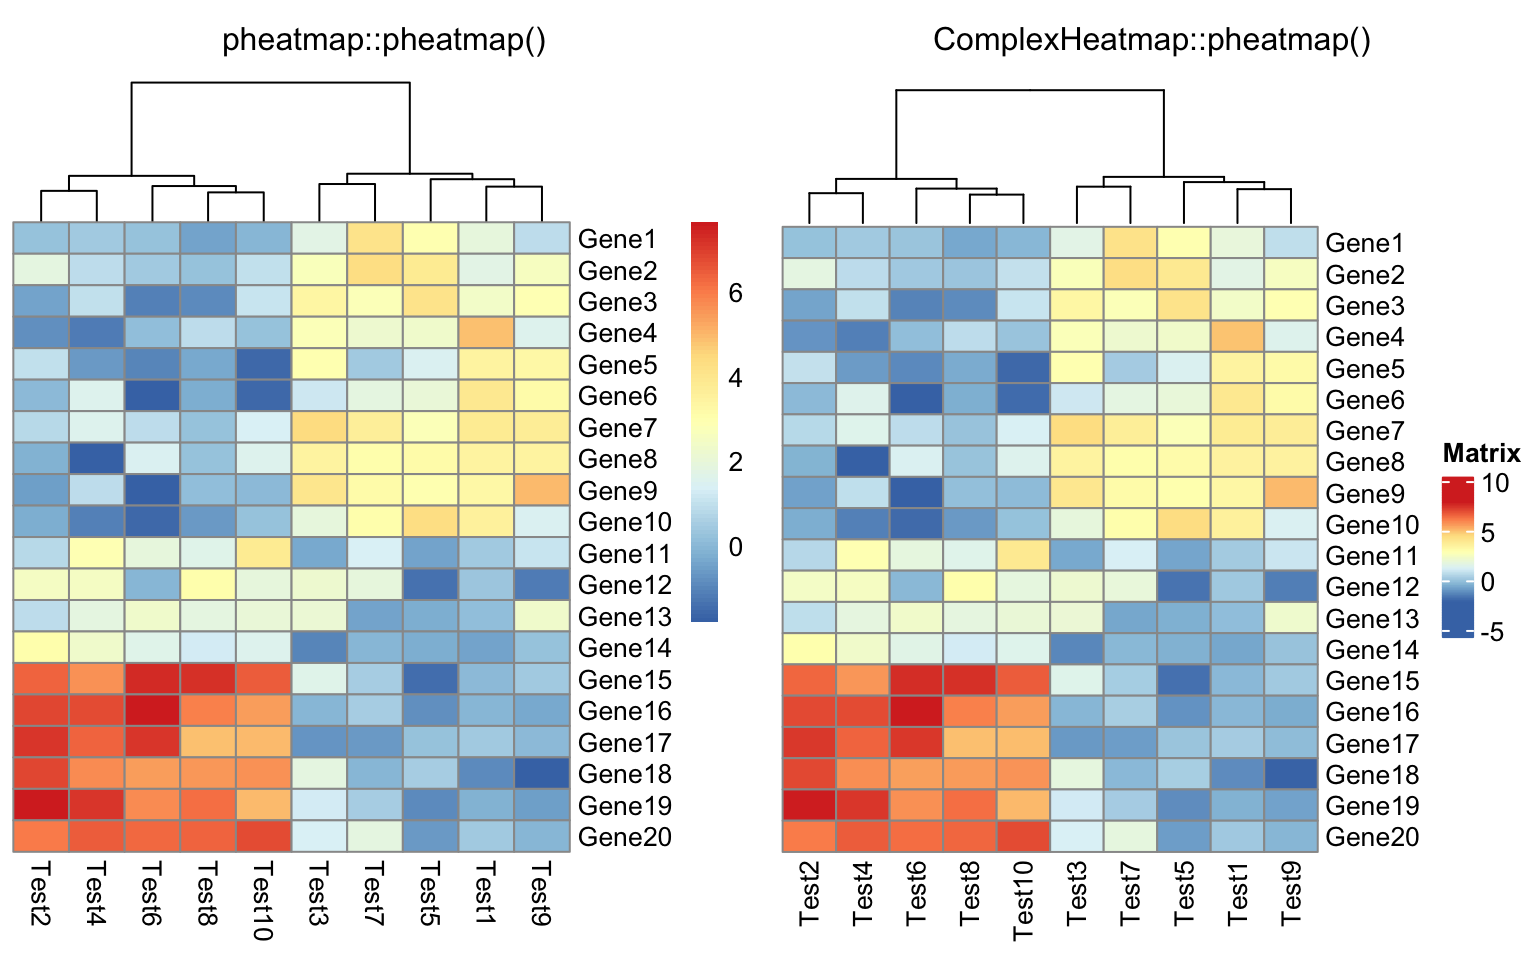 pheatmap::pheatmap()
Gene1
Gene2
Gene3
Gene4
Gene5
Gene6
Gene7
Gene8
Gene9
Gene10
Gene11
Gene12
Gene13
Gene14
Gene15
Gene16
Gene17
Gene18
Gene19
Gene20
Test2
Test4
Test6
Test8
Test10
Test3
Test7
Test5
Test1
Test9
6
4
2
0
ComplexHeatmap::pheatmap()
Gene1
Gene2
Gene3
Gene4
Gene5
Gene6
Gene7
Gene8
Gene9
Gene10
Gene11
Gene12
Gene13
Gene14
Gene15
Gene16
Gene17
Gene18
Gene19
Gene20
Test2
Test4
Test6
Test8
Test10
Test3
Test7
Test5
Test1
Test9
Matrix
10
5
0
-5